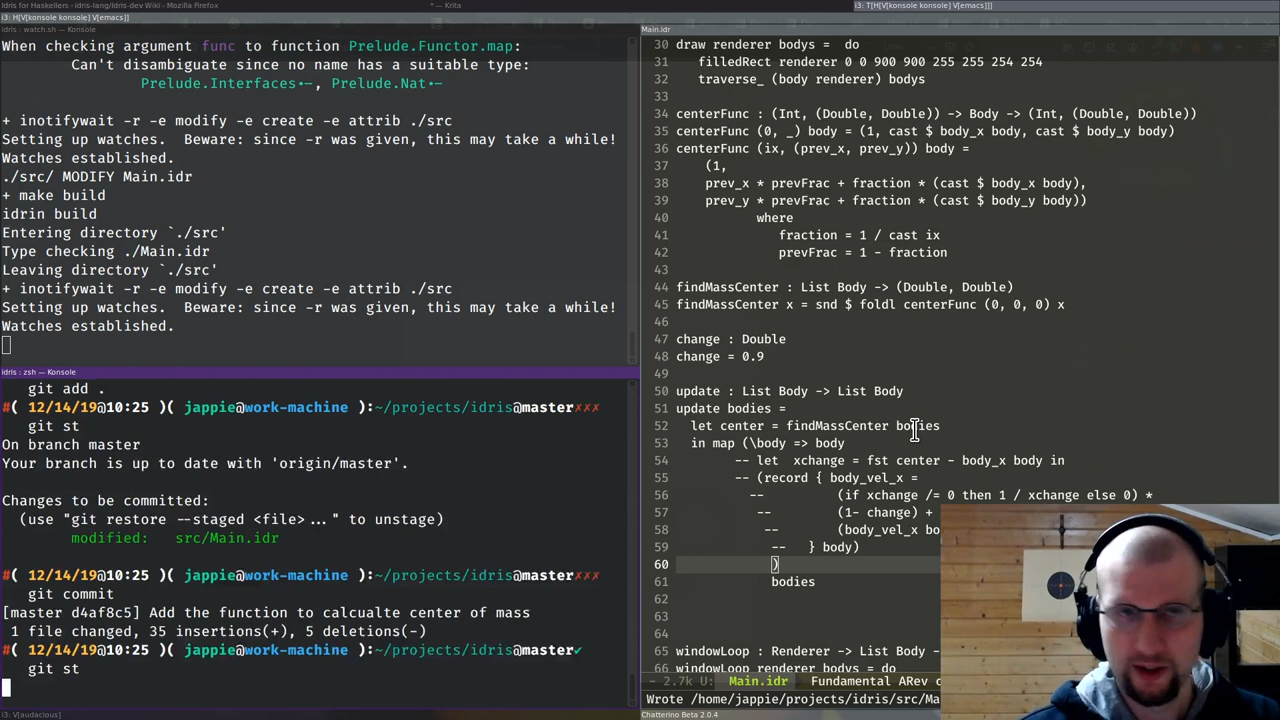 Idris for Haskellers · idris-lang/Idris-dev Wiki - Mozilla Firefox
* — Krita
i3: T[H[V[konsole konsole] V[emacs]]]
i3: H[V[konsole konsole] V[emacs]]
idris : watch.sh — Konsole
When checking argument func to function Prelude.Functor.map:
Can't disambiguate since no name has a suitable type:
Prelude.Interfaces.-, Prelude.Nat.-
+ inotifywait -r -e modify -e create -e attrib ./src
Setting up watches.  Beware: since -r was given, this may take a while!
Watches established.
./src/ MODIFY Main.idr
+ make build
idrin build
Entering directory `./src'
Type checking ./Main.idr
Leaving directory `./src'
+ inotifywait -r -e modify -e create -e attrib ./src
Setting up watches.  Beware: since -r was given, this may take a while!
Watches established.
idris : zsh — Konsole
git add .
#( 12/14/19@10:25 )( jappie@work-machine ):~/projects/idris@master✗✗✗
git st
On branch master
Your branch is up to date with 'origin/master'.
Changes to be committed:
(use "git restore --staged <file>..." to unstage)
modified:   src/Main.idr
#( 12/14/19@10:25 )( jappie@work-machine ):~/projects/idris@master✗✗✗
git commit
[master d4af8c5] Add the function to calcualte center of mass
1 file changed, 35 insertions(+), 5 deletions(-)
#( 12/14/19@10:25 )( jappie@work-machine ):~/projects/idris@master✔
git st
i3: V[audacious]
Main.idr
30 draw renderer bodys =  do
31 filledRect renderer 0 0 900 900 255 255 254 254
32 traverse_ (body renderer) bodys
33
34 centerFunc : (Int, (Double, Double)) -> Body -> (Int, (Double, Double))
35 centerFunc (0, _) body = (1, cast $ body_x body, cast $ body_y body)
36 centerFunc (ix, (prev_x, prev_y)) body =
37 (1,
38 prev_x * prevFrac + fraction * (cast $ body_x body),
39 prev_y * prevFrac + fraction * (cast $ body_y body))
40 where
41 fraction = 1 / cast ix
42 prevFrac = 1 - fraction
43
44 findMassCenter : List Body -> (Double, Double)
45 findMassCenter x = snd $ foldl centerFunc (0, 0, 0) x
46
47 change : Double
48 change = 0.9
49
50 update : List Body -> List Body
51 update bodies =
52 let center = findMassCenter bodies
53 in map (\body => body
54 -- let  xchange = fst center - body_x body in
55 -- (record { body_vel_x =
56 --          (if xchange /= 0 then 1 / xchange else 0) *
57 --         (1- change) +
58 --        (body_vel_x bo
59 --   } body)
60 )
61 bodies
62
63
64
65 windowLoop : Renderer -> List Body -
66 windowLoop renderer bodys = do
- 2.7k U: Main.idr Fundamental ARev c
Wrote /home/jappie/projects/idris/src/Ma
Chatterino Beta 2.0.4